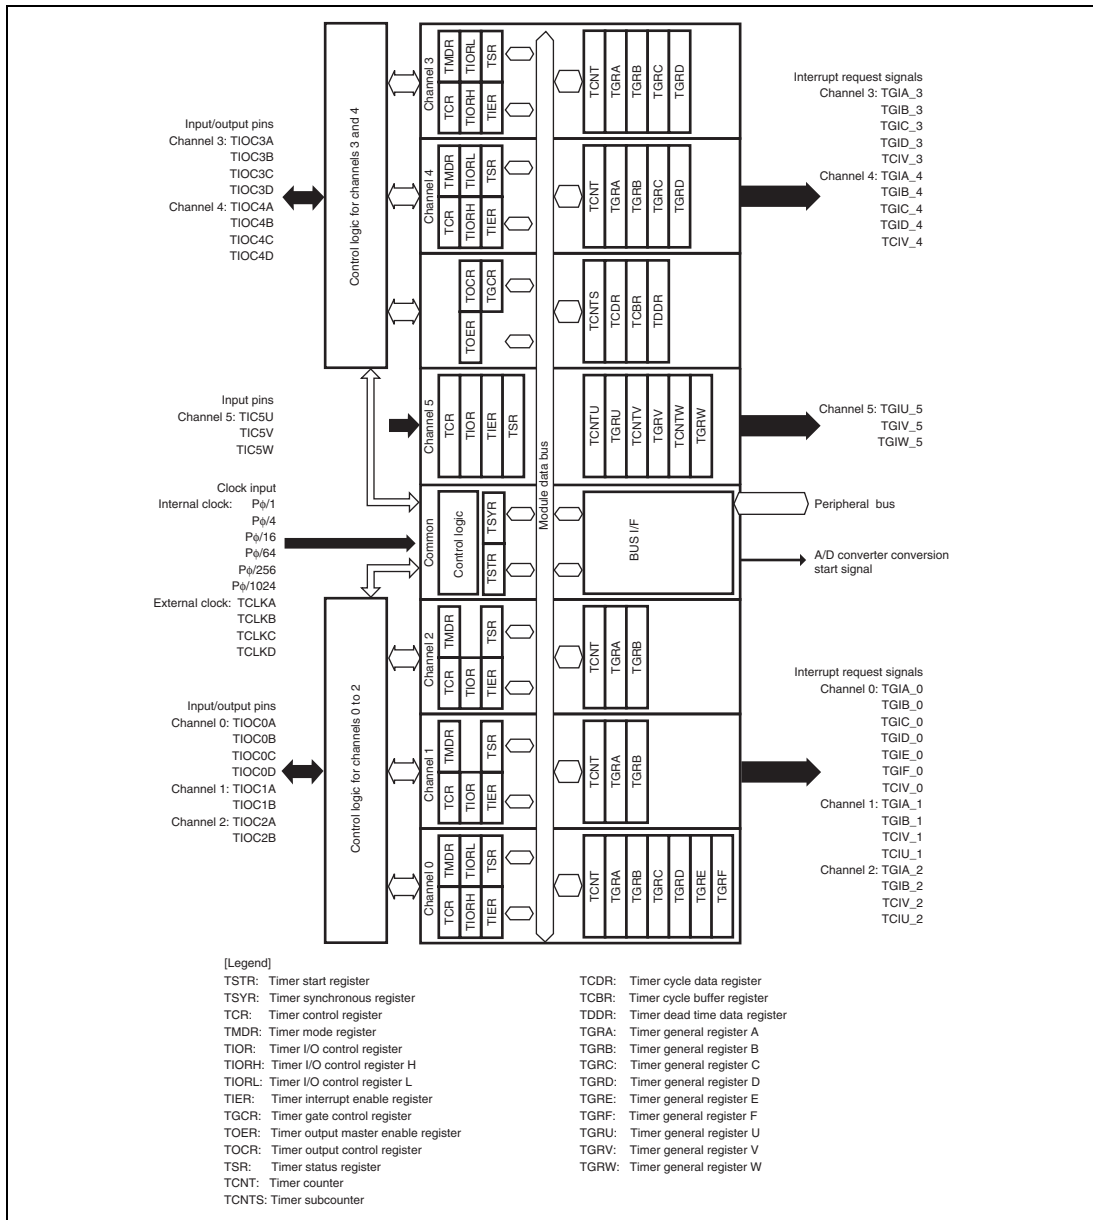 Input/output pins
Channel 3: TIOC3A
TIOC3B
TIOC3C
TIOC3D
Channel 4: TIOC4A
TIOC4B
TIOC4C
TIOC4D
Input pins
Channel 5: TIC5U
TIC5V
TIC5W
Clock input
Internal clock: Pϕ/1
Pϕ/4
Pϕ/16
Pϕ/64
Pϕ/256
Pϕ/1024
External clock: TCLKA
TCLKB
TCLKC
TCLKD
Input/output pins
Channel 0: TIOC0A
TIOC0B
TIOC0C
TIOC0D
Channel 1: TIOC1A
TIOC1B
Channel 2: TIOC2A
TIOC2B
Control logic for channels 3 and 4
Control logic for channels 0 to 2
Channel 3
TCR
TMDR
TIORH
TIORL
TIER
TSR
TCNT
TGRA
TGRB
TGRC
TGRD
Channel 4
TCR
TMDR
TIORH
TIORL
TIER
TSR
TCNT
TGRA
TGRB
TGRC
TGRD
TOER
TOCR
TGCR
TCNTS
TCDR
TCBR
TDDR
Channel 5
TCR
TIOR
TIER
TSR
TCNTU
TGRU
TCNTV
TGRV
TCNTW
TGRW
Module data bus
Common
Control logic
TSTR
TSYR
BUS I/F
Channel 2
TCR
TMDR
TIOR
TIER
TSR
TCNT
TGRA
TGRB
Channel 1
TCR
TMDR
TIOR
TIER
TSR
TCNT
TGRA
TGRB
Channel 0
TCR
TMDR
TIORH
TIORL
TIER
TSR
TCNT
TGRA
TGRB
TGRC
TGRD
TGRE
TGRF
Interrupt request signals
Channel 3: TGIA_3
TGIB_3
TGIC_3
TGID_3
TCIV_3
Channel 4: TGIA_4
TGIB_4
TGIC_4
TGID_4
TCIV_4
Channel 5: TGIU_5
TGIV_5
TGIW_5
Peripheral bus
A/D converter conversion
start signal
Interrupt request signals
Channel 0: TGIA_0
TGIB_0
TGIC_0
TGID_0
TGIE_0
TGIF_0
TCIV_0
Channel 1: TGIA_1
TGIB_1
TCIV_1
TCIU_1
Channel 2: TGIA_2
TGIB_2
TCIV_2
TCIU_2
[Legend]
TSTR: Timer start register
TSYR: Timer synchronous register
TCR: Timer control register
TMDR: Timer mode register
TIOR: Timer I/O control register
TIORH: Timer I/O control register H
TIORL: Timer I/O control register L
TIER: Timer interrupt enable register
TGCR: Timer gate control register
TOER: Timer output master enable register
TOCR: Timer output control register
TSR: Timer status register
TCNT: Timer counter
TCNTS: Timer subcounter
TCDR: Timer cycle data register
TCBR: Timer cycle buffer register
TDDR: Timer dead time data register
TGRA: Timer general register A
TGRB: Timer general register B
TGRC: Timer general register C
TGRD: Timer general register D
TGRE: Timer general register E
TGRF: Timer general register F
TGRU: Timer general register U
TGRV: Timer general register V
TGRW: Timer general register W